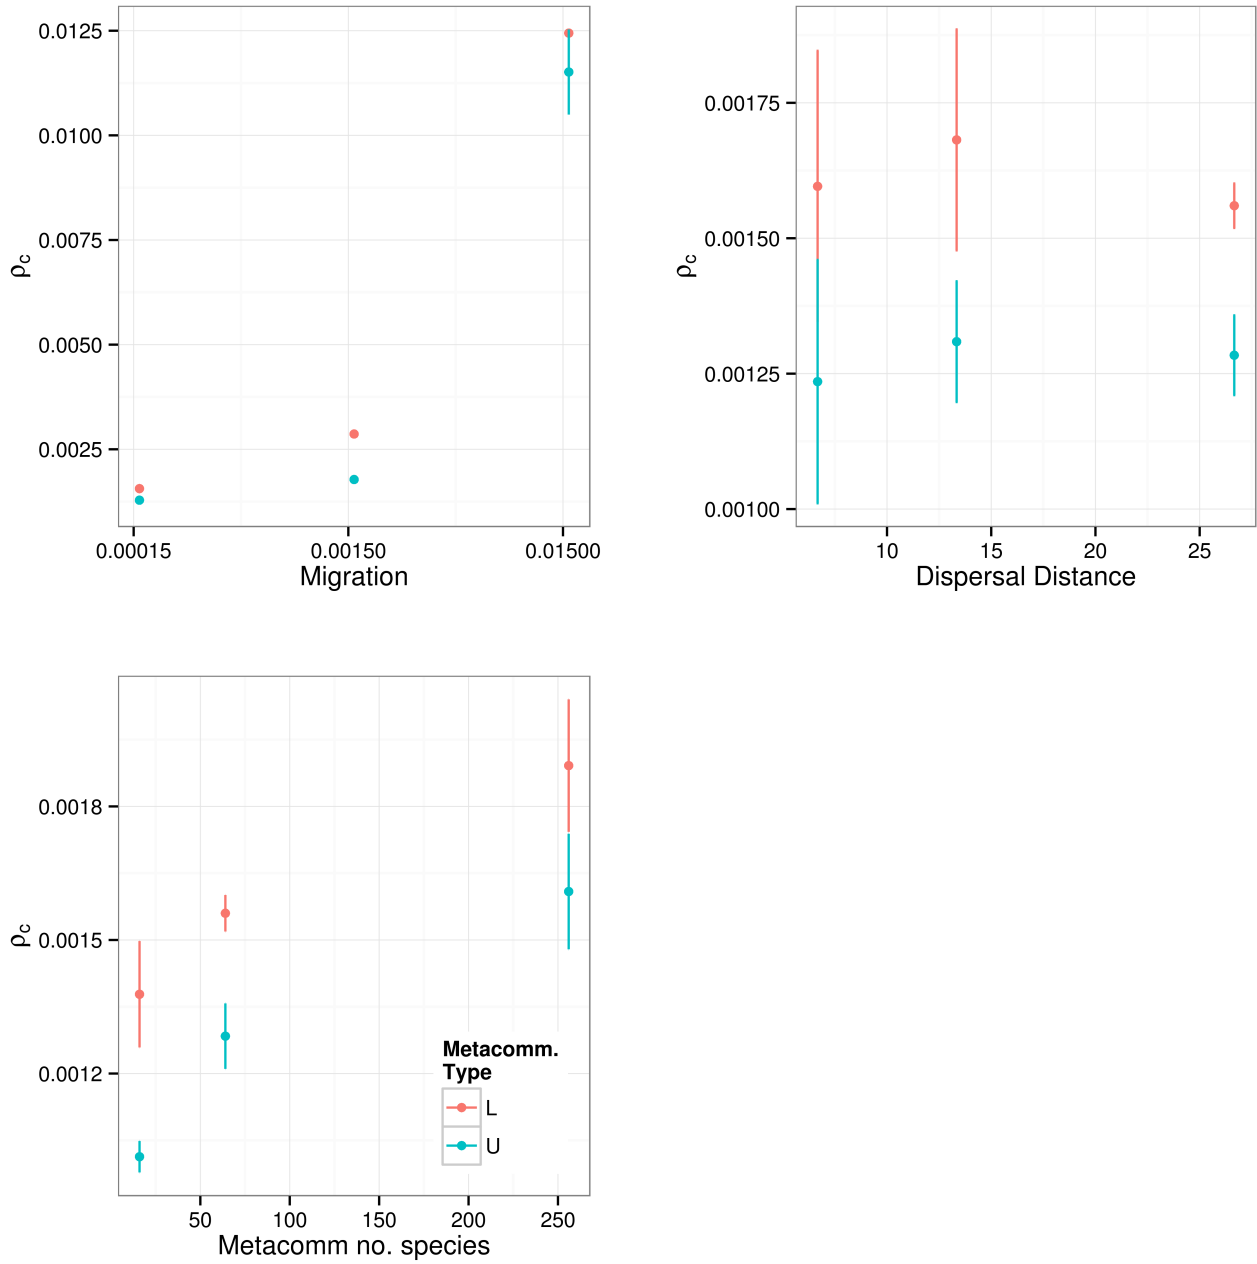 0.0125
0.0100
0.0075
0.0050
0.0025
ρc
0.00015 0.00150 0.01500
Migration
0.00175
0.00150
0.00125
0.00100
ρc
10 15 20 25
Dispersal Distance
0.0018
0.0015
0.0012
ρc
Metacomm.
Type
L
U
50 100 150 200 250
Metacomm no. species